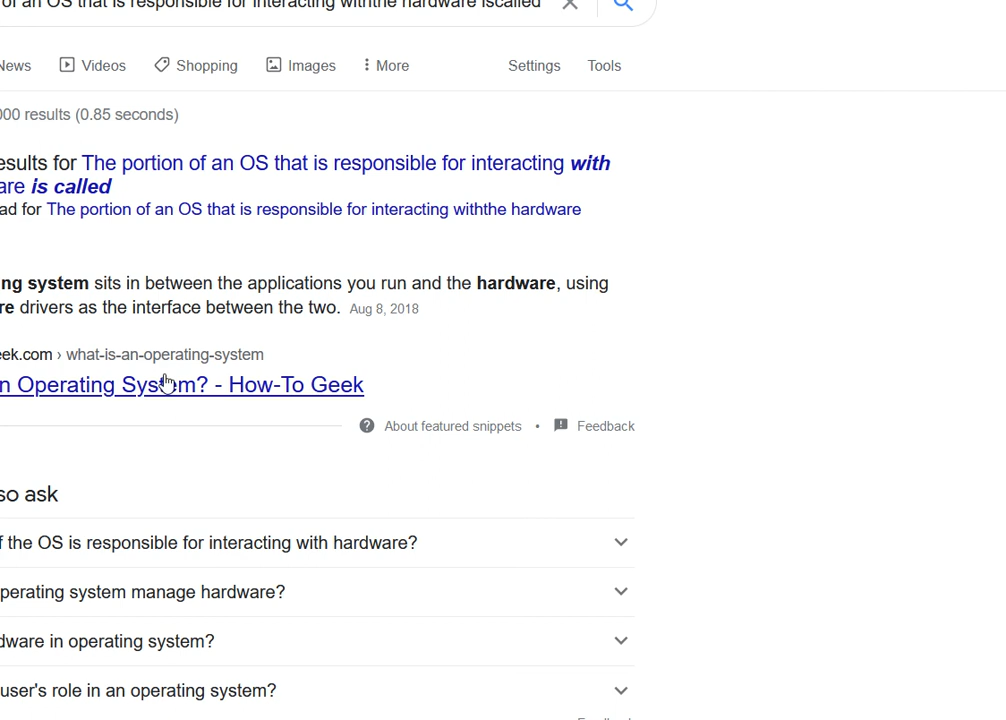 of an OS that is responsible for interacting withthe hardware iscalled
News Videos Shopping Images More Settings Tools
000 results (0.85 seconds)
esults for The portion of an OS that is responsible for interacting with
are is called
ad for The portion of an OS that is responsible for interacting withthe hardware
ng system sits in between the applications you run and the hardware, using
re drivers as the interface between the two. Aug 8, 2018
eek.com › what-is-an-operating-system
n Operating System? - How-To Geek
About featured snippets • Feedback
so ask
f the OS is responsible for interacting with hardware?
perating system manage hardware?
dware in operating system?
user's role in an operating system?